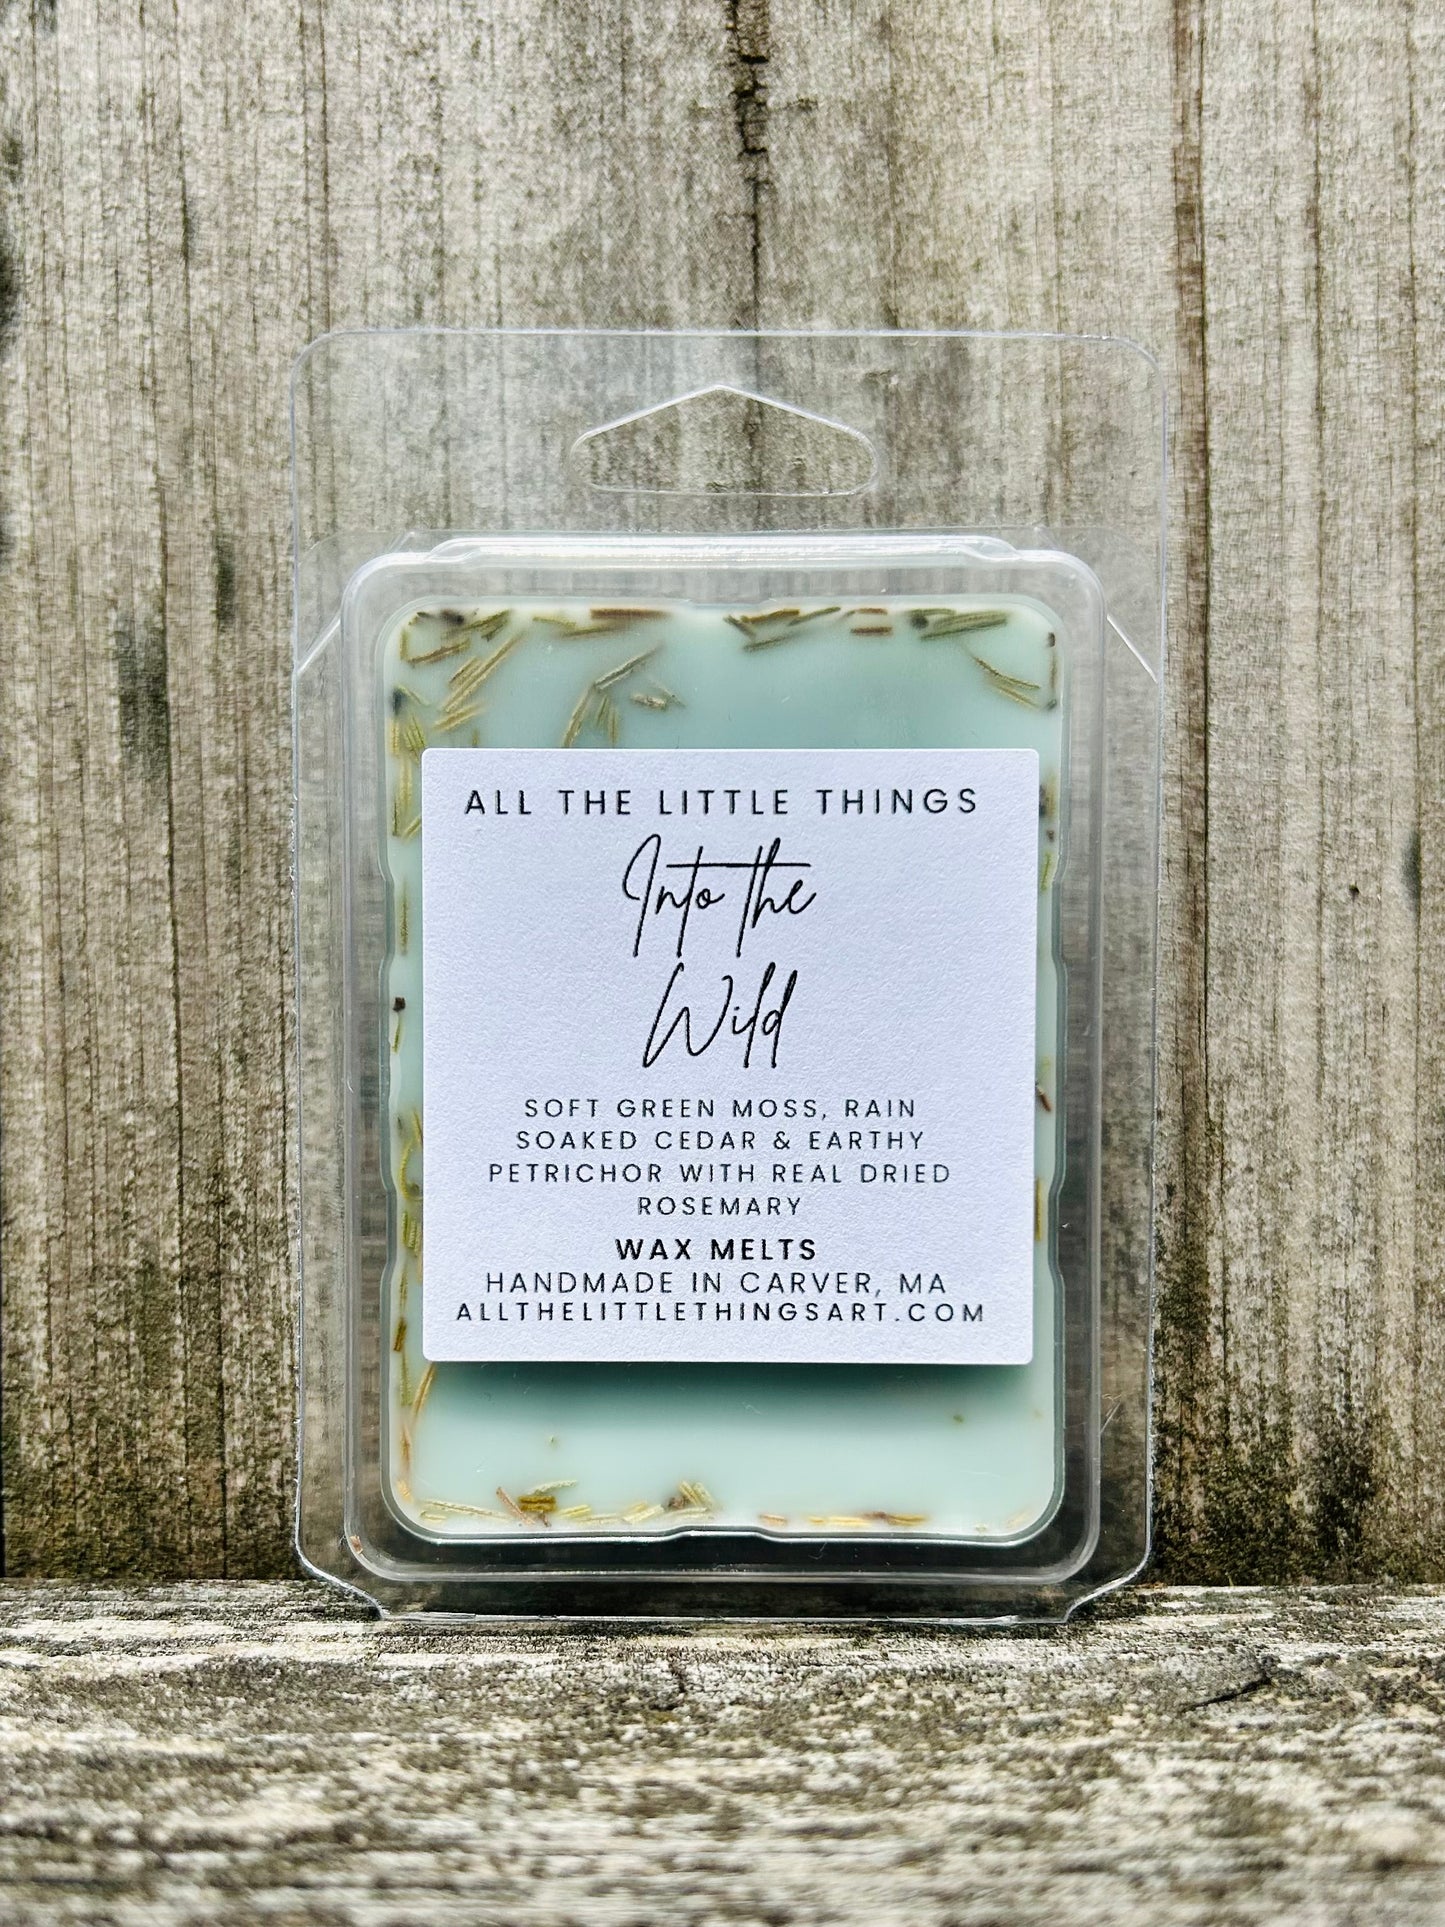 ALL THE LITTLE THINGS
Into the
Wild
SOFT GREEN MOSS, RAIN
SOAKED CEDAR & EARTHY
PETRICHOR WITH REAL DRIED
ROSEMARY
WAX MELTS
HANDMADE IN CARVER, MA
ALLTHELITTLETHINGSART.COM